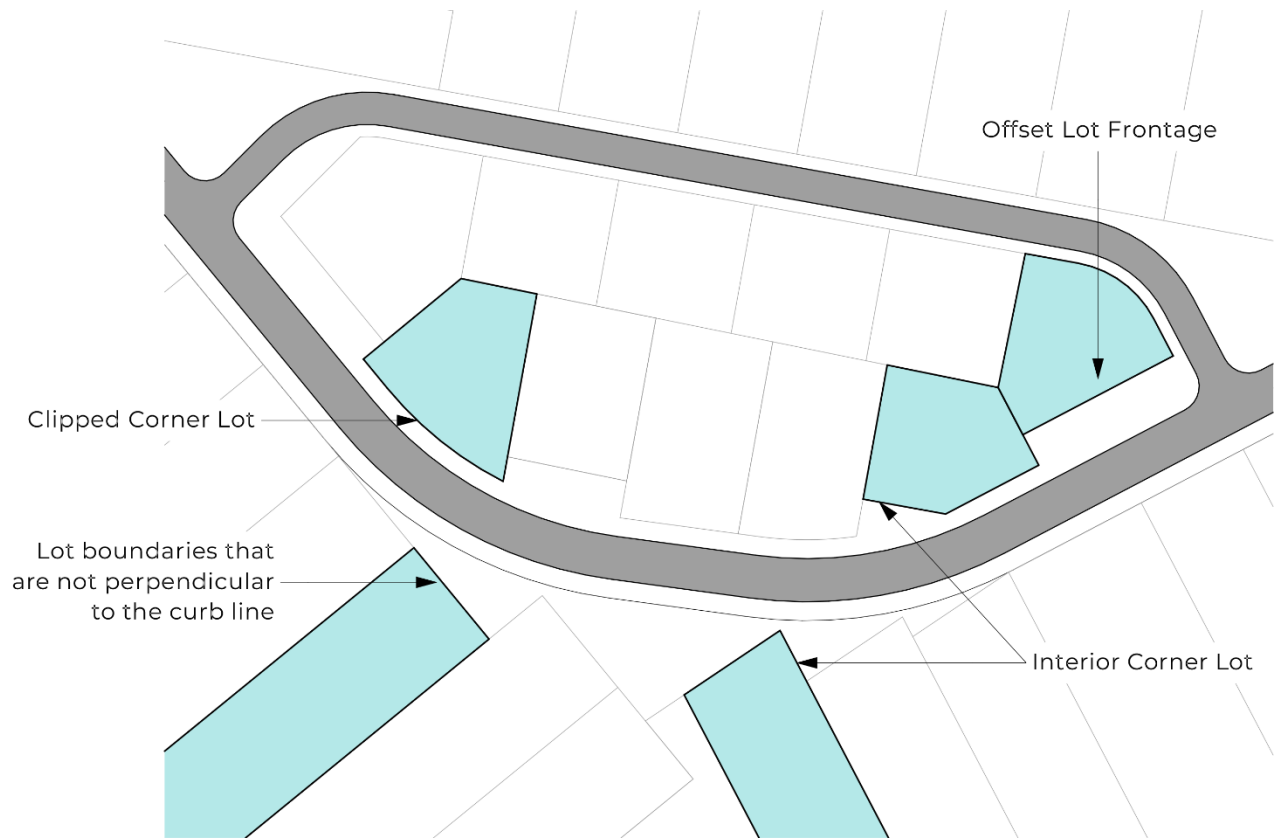 Offset Lot Frontage
Clipped Corner Lot
Lot boundaries that
are not perpendicular
to the curb line
Interior Corner Lot